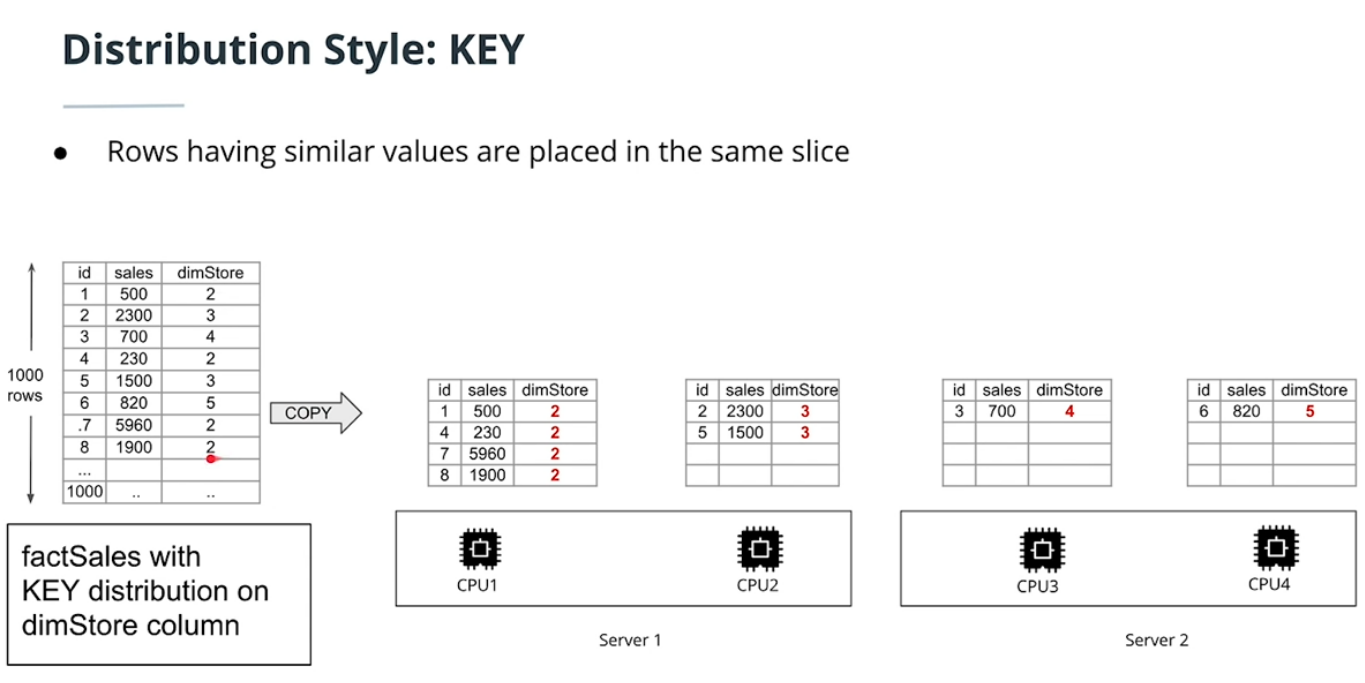 Distribution Style: KEY
● Rows having similar values are placed in the same slice
1000
rows
id sales dimStore
1 500 2
2 2300 3
3 700 4
4 230 2
5 1500 3
6 820 5
.7 5960 2
8 1900 2
...
1000 .. ..
COPY
id sales dimStore
1 500 2
4 230 2
7 5960 2
8 1900 2
id sales dimStore
2 2300 3
5 1500 3
id sales dimStore
3 700 4
id sales dimStore
6 820 5
factSales with
KEY distribution on
dimStore column
CPU1
CPU2
CPU3
CPU4
Server 1
Server 2